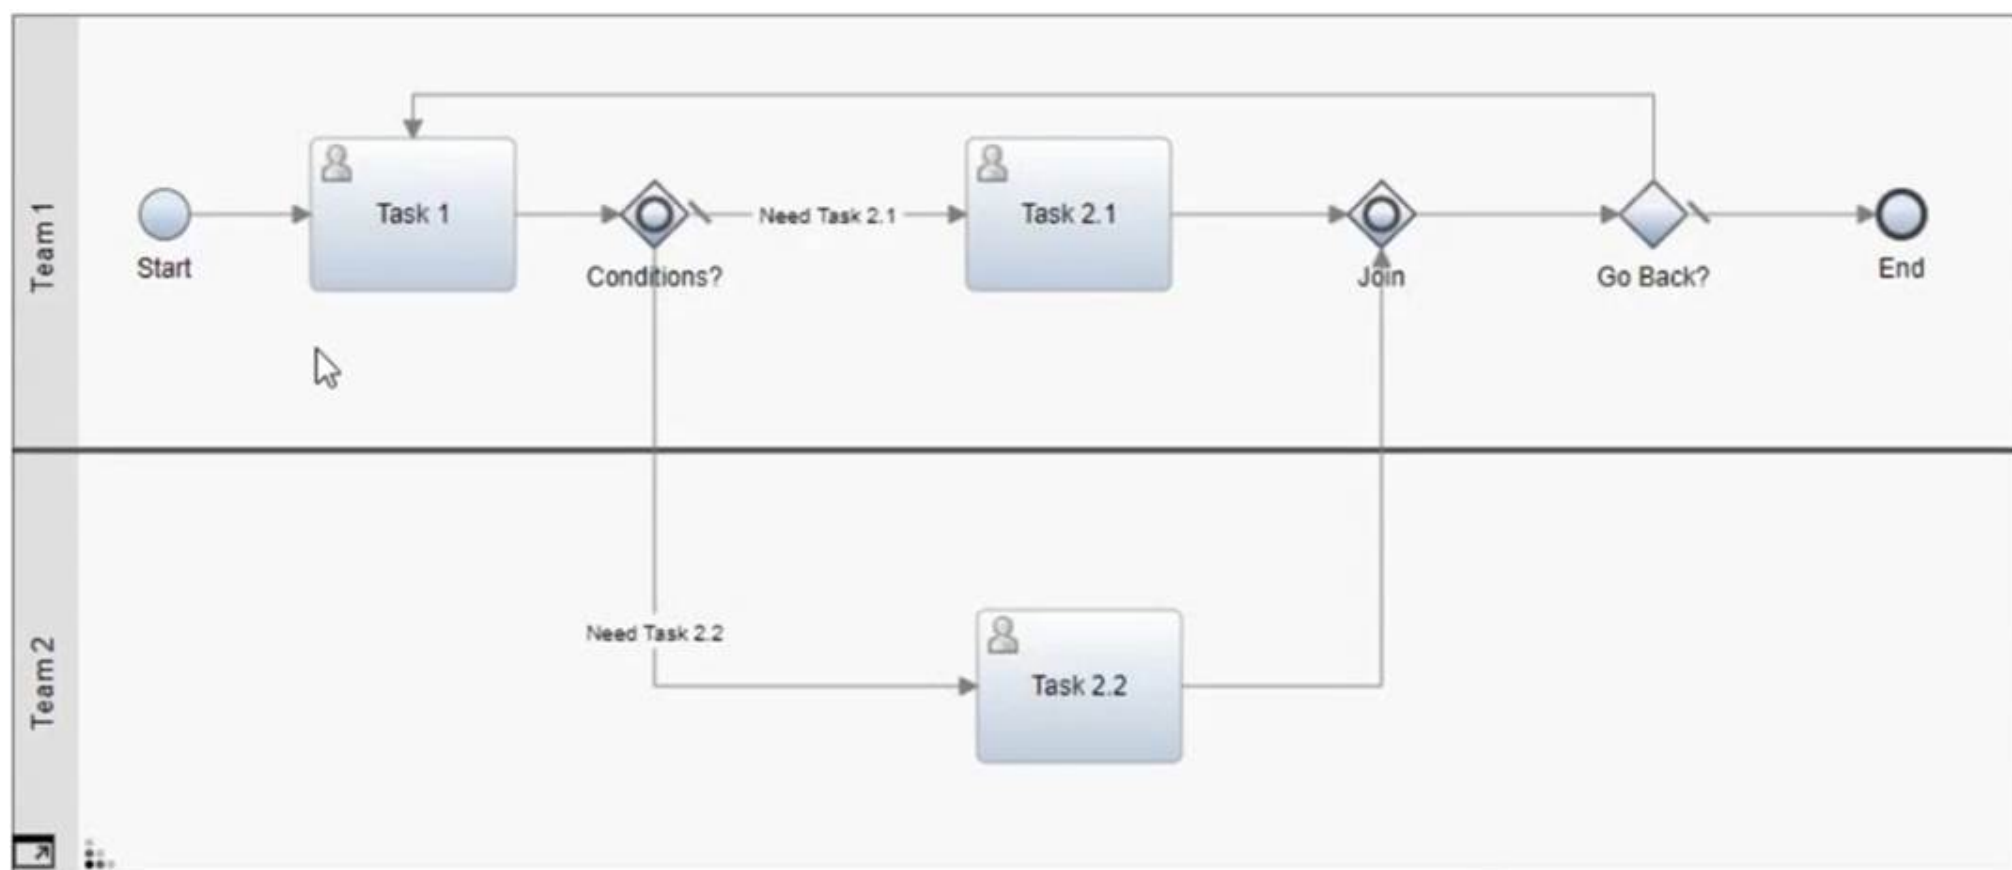 Team 1
Start
Task 1
Conditions?
Need Task 2.1
Task 2.1
Join
Go Back?
End
Team 2
Need Task 2.2
Task 2.2